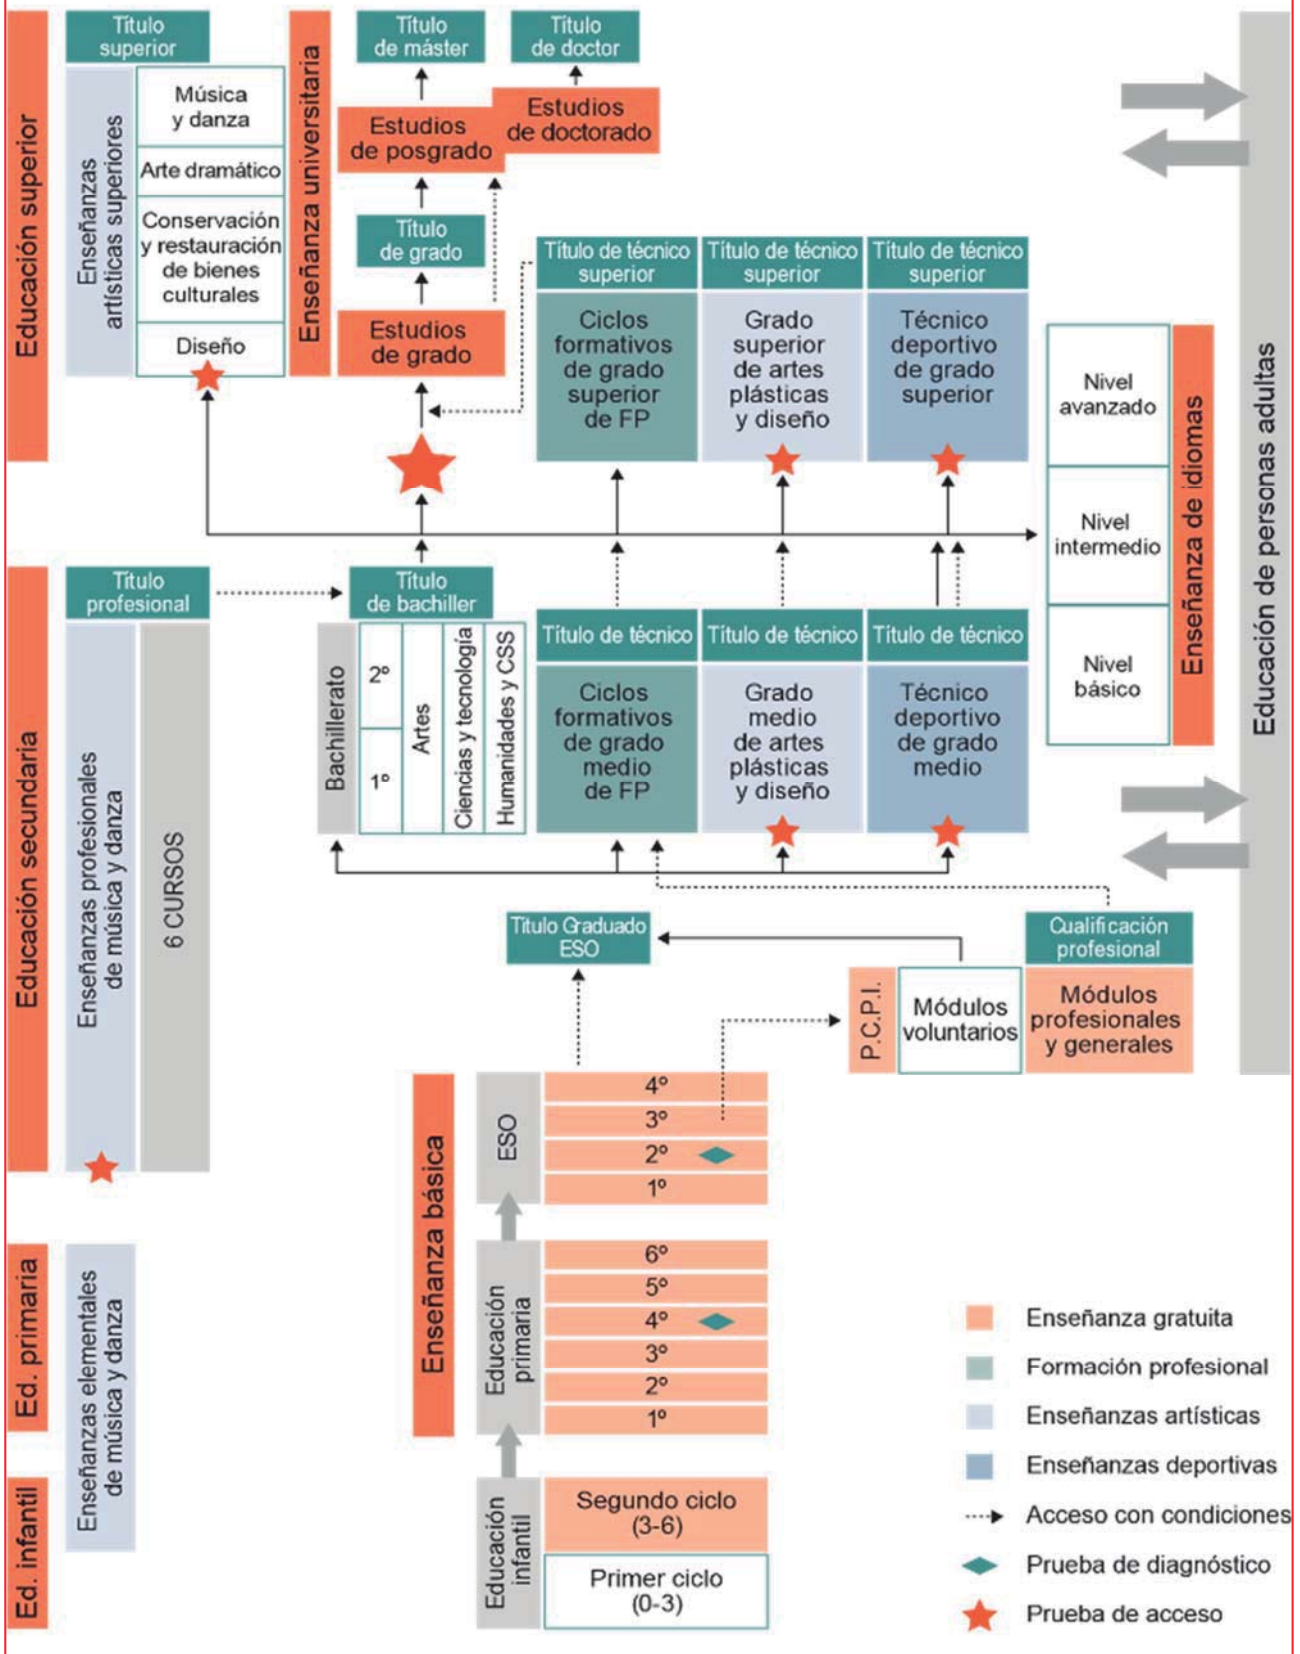 Educación superior
Título
superior
Enseñanzas
artísticas superiores
Música
y danza
Arte dramático
Conservación
y restauración
de bienes
culturales
Diseño
Enseñanza universitaria
Título
de máster
Título
de doctor
Estudios
de posgrado
Estudios
de doctorado
Título
de grado
Estudios
de grado
Título de técnico
superior
Título de técnico
superior
Título de técnico
superior
Ciclos
formativos
de grado
superior
de FP
Grado
superior
de artes
plásticas
y diseño
Técnico
deportivo
de grado
superior
Nivel
avanzado
Nivel
intermedio
Nivel
básico
Enseñanza de idiomas
Educación de personas adultas
Educación secundaria
Título
profesional
Enseñanzas profesionales
de música y danza
6 CURSOS
Título
de bachiller
Bachillerato
2º
1º
Artes
Ciencias y tecnología
Humanidades y CSS
Título de técnico
Título de técnico
Título de técnico
Ciclos
formativos
de grado
medio
de FP
Grado
medio
de artes
plásticas
y diseño
Técnico
deportivo
de grado
medio
Título Graduado
ESO
Cualificación
profesional
P.C.P.I.
Módulos
voluntarios
Módulos
profesionales
y generales
Enseñanza básica
ESO
4º
3º
2º
1º
Ed. primaria
Enseñanzas elementales
de música y danza
Educación
primaria
6º
5º
4º
3º
2º
1º
Ed. infantil
Educación
infantil
Segundo ciclo
(3-6)
Primer ciclo
(0-3)
Enseñanza gratuita
Formación profesional
Enseñanzas artísticas
Enseñanzas deportivas
Acceso con condiciones
Prueba de diagnóstico
Prueba de acceso